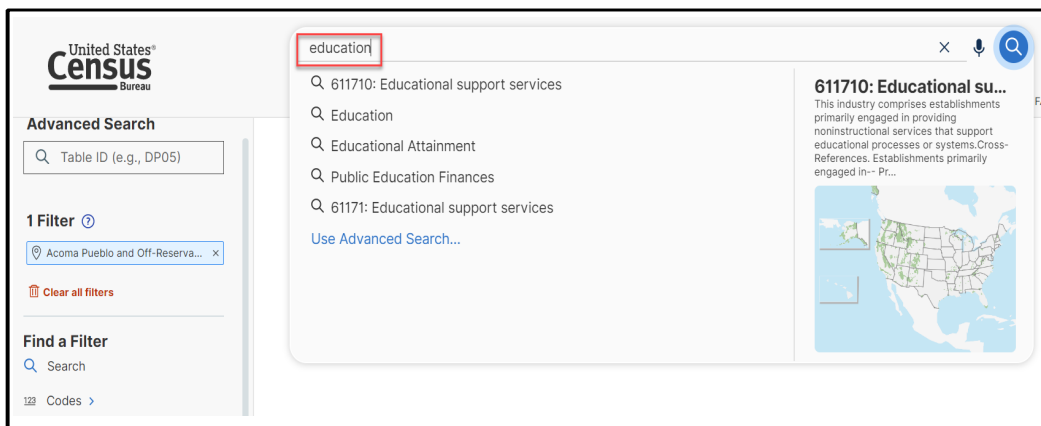 United States®
Census
Bureau
education
611710: Educational support services
Education
Educational Attainment
Public Education Finances
61171: Educational support services
Use Advanced Search...
611710: Educational su...
This industry comprises establishments
primarily engaged in providing
noninstructional services that support
educational processes or systems.Cross-
References. Establishments primarily
engaged in-- Pr...
FA
Advanced Search
Table ID (e.g., DP05)
1 Filter ?
Acoma Pueblo and Off-Reserva... ×
Clear all filters
Find a Filter
Search
123 Codes >